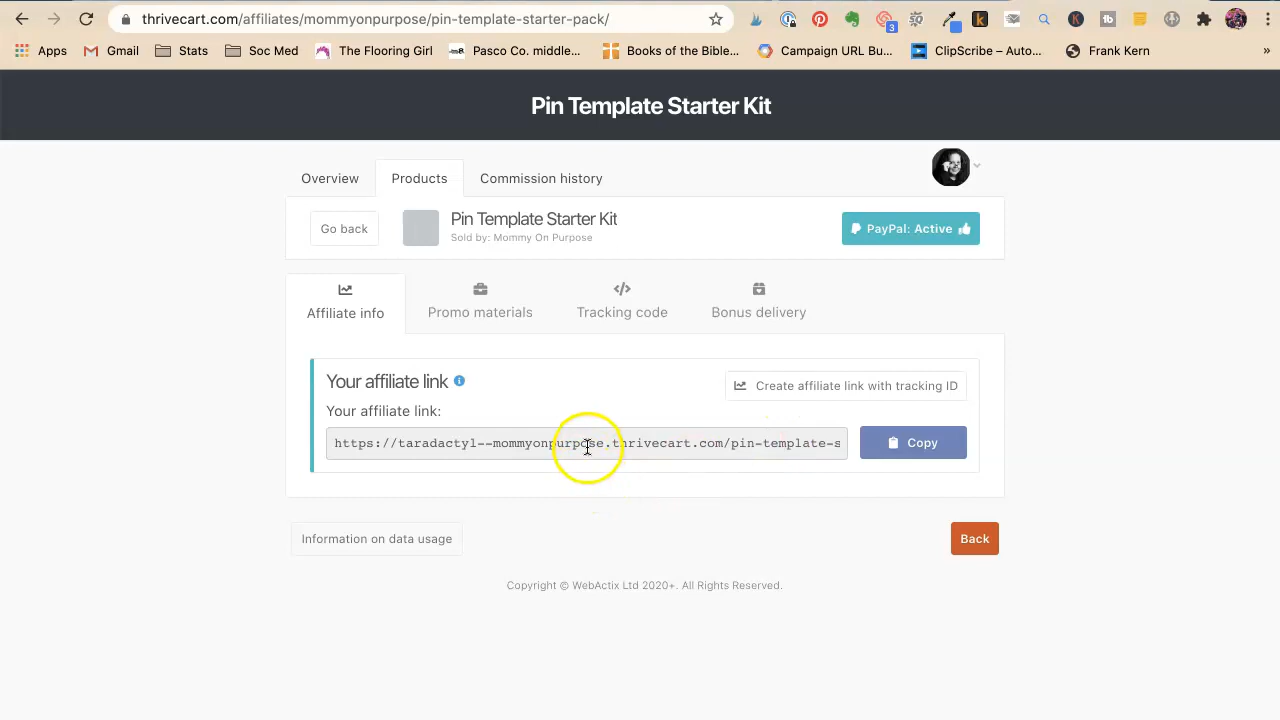 thrivecart.com/affiliates/mommyonpurpose/pin-template-starter-pack/
3
Apps Gmail Stats Soc Med The Flooring Girl Pasco Co. middle... Books of the Bible... Campaign URL Bu... ClipScribe – Auto... Frank Kern »
Pin Template Starter Kit
Overview Products Commission history
Go back
Pin Template Starter Kit
Sold by: Mommy On Purpose
PayPal: Active
Affiliate info Promo materials Tracking code Bonus delivery
Your affiliate link
Create affiliate link with tracking ID
Your affiliate link:
https://taradactyl--mommyonpurpose.thrivecart.com/pin-template-s
Copy
Information on data usage
Back
Copyright © WebActix Ltd 2020+. All Rights Reserved.